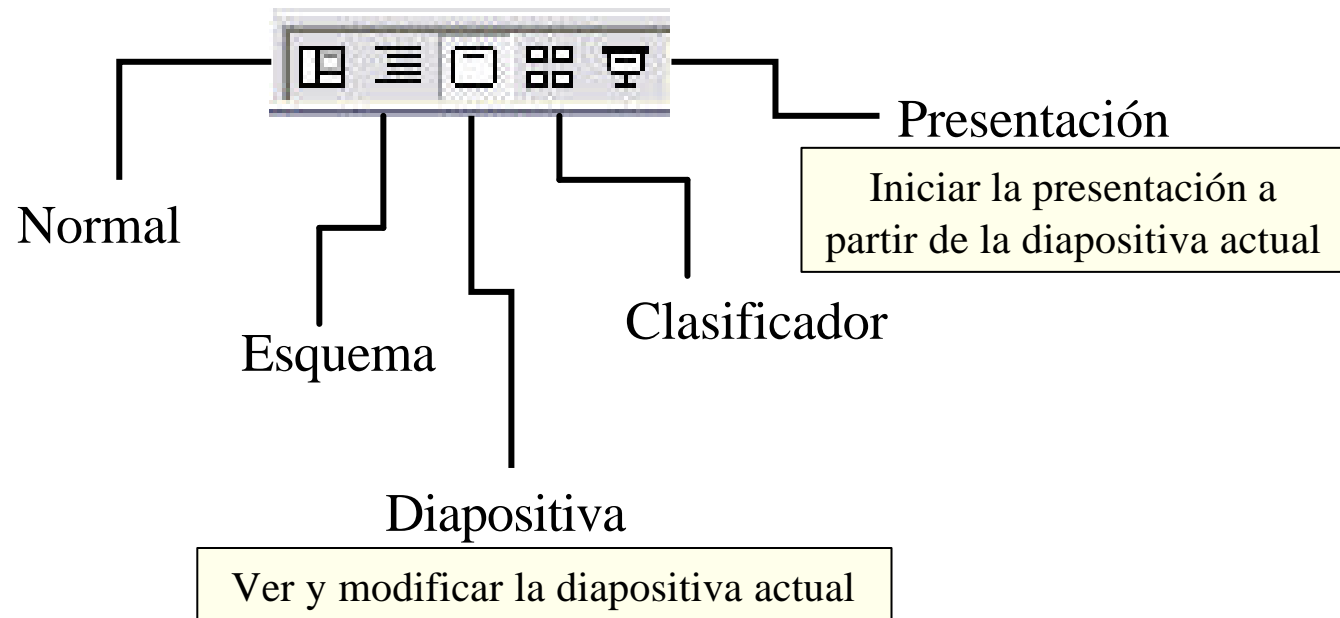 Presentación
Iniciar la presentación a
partir de la diapositiva actual
Normal
Clasificador
Esquema
Diapositiva
Ver y modificar la diapositiva actual